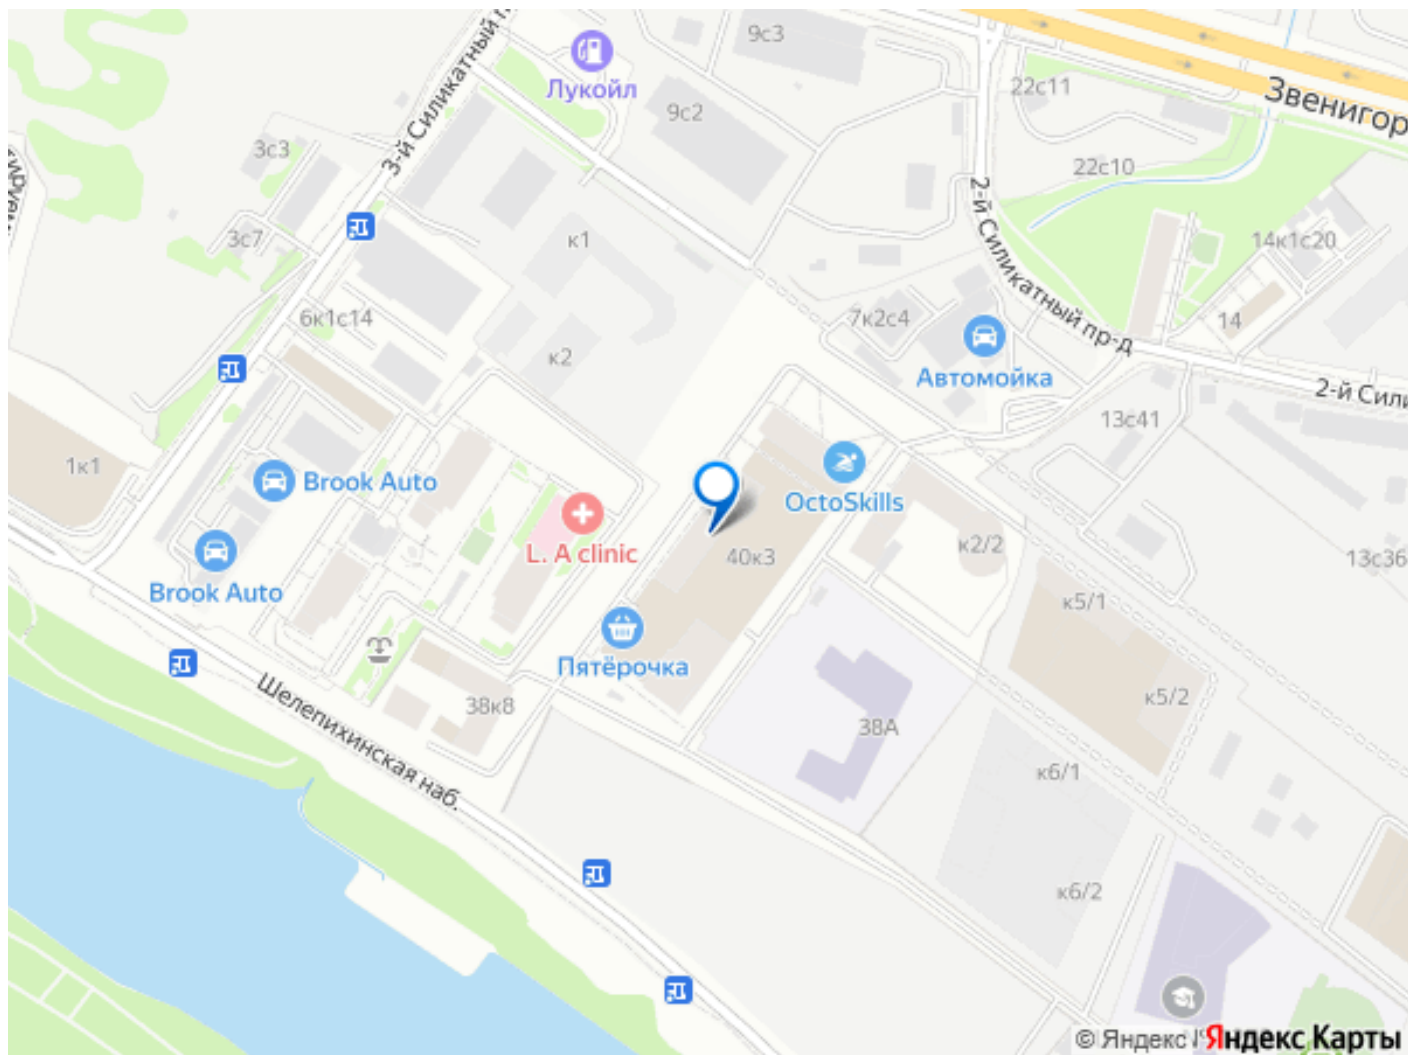 9с3
3-й Силикатный п
Лукойл
22с11
Звенигор
9с2
3с3
22с10
2-й Силикатный пр-д
3с7
к1
14к1с20
6к1с14
7к2с4
14
к2
Автомойка
2-й Сили
13с41
1к1
Brook Auto
OctoSkills
L. A clinic
40к3
к2/2
13с36
Brook Auto
к5/1
Пятёрочка
Шелепихинская наб.
38к8
38А
к5/2
к6/1
к6/2
© Яндекс
Яндекс Карты